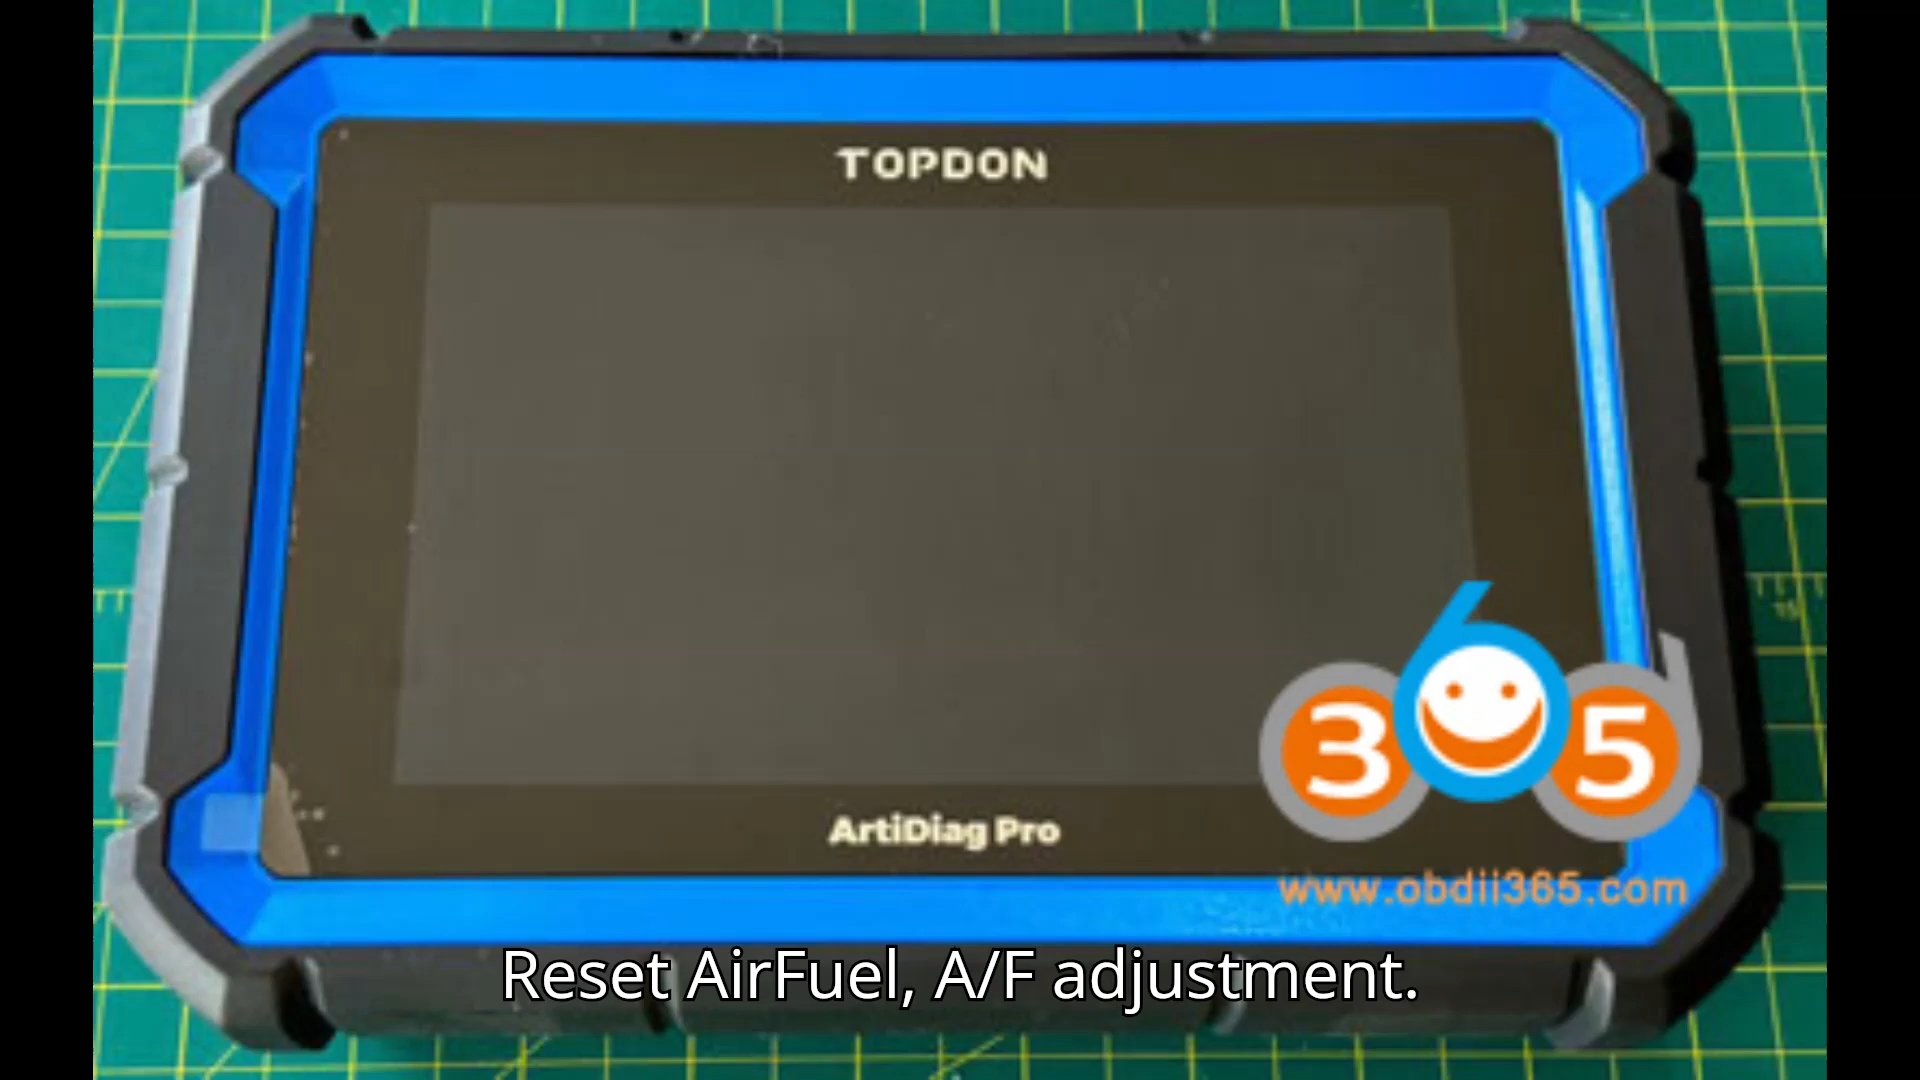 TOPDON
ArtiDiag Pro
365
www.obdii365.com
Reset AirFuel, A/F adjustment.